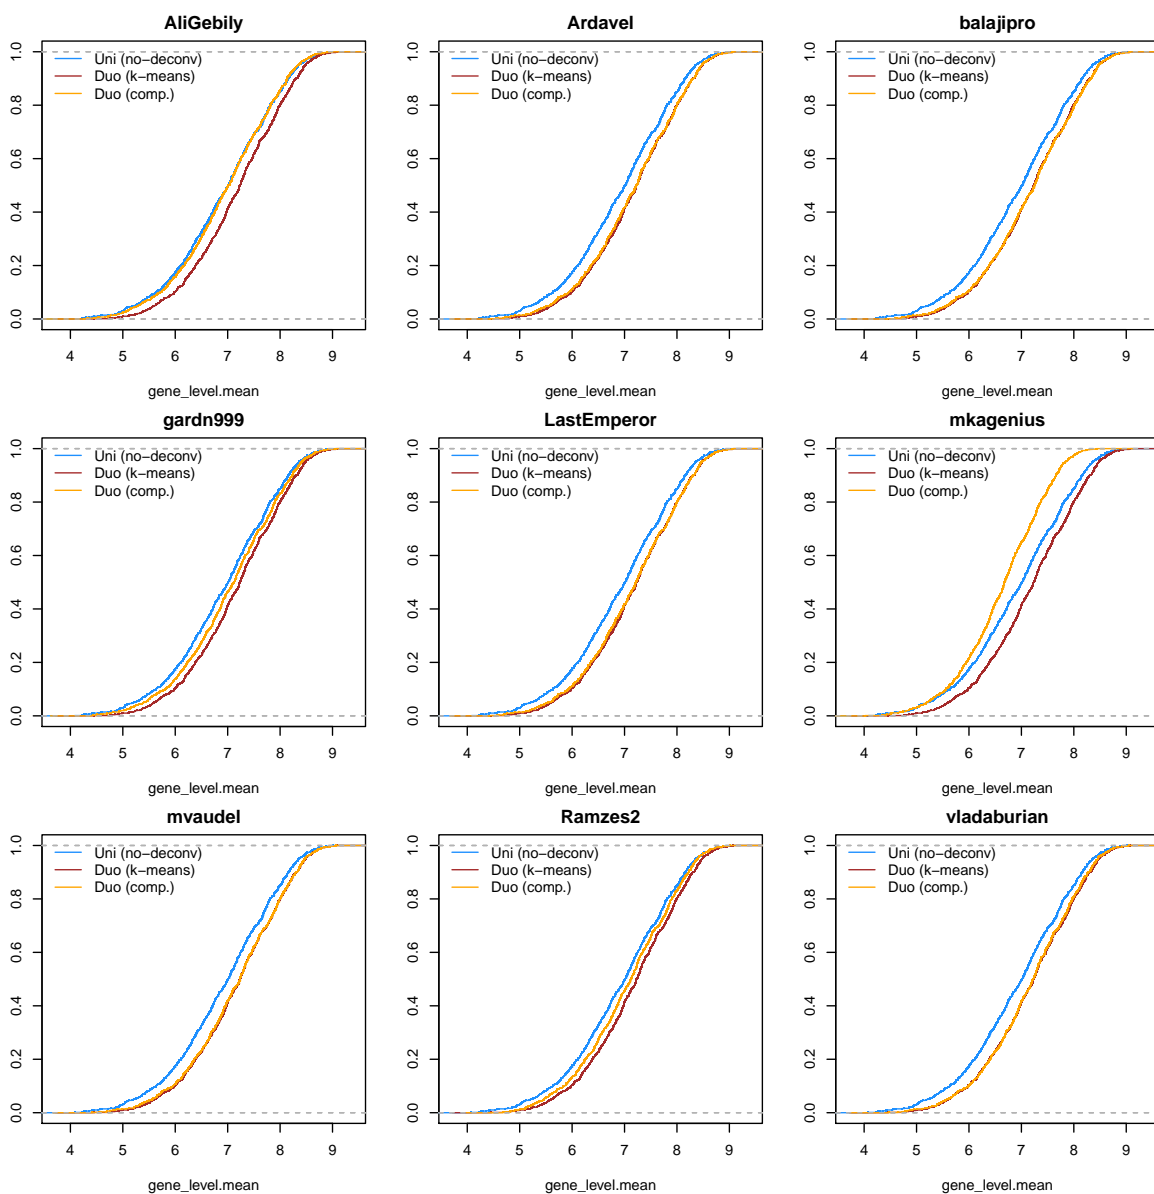 AliGebily
Uni (no−deconv)
Duo (k−means)
Duo (comp.)
0.0 0.2 0.4 0.6 0.8 1.0
4 5 6 7 8 9
gene_level.mean
Ardavel
Uni (no−deconv)
Duo (k−means)
Duo (comp.)
0.0 0.2 0.4 0.6 0.8 1.0
4 5 6 7 8 9
gene_level.mean
balajipro
Uni (no−deconv)
Duo (k−means)
Duo (comp.)
0.0 0.2 0.4 0.6 0.8 1.0
4 5 6 7 8 9
gene_level.mean
gardn999
Uni (no−deconv)
Duo (k−means)
Duo (comp.)
0.0 0.2 0.4 0.6 0.8 1.0
4 5 6 7 8 9
gene_level.mean
LastEmperor
Uni (no−deconv)
Duo (k−means)
Duo (comp.)
0.0 0.2 0.4 0.6 0.8 1.0
4 5 6 7 8 9
gene_level.mean
mkagenius
Uni (no−deconv)
Duo (k−means)
Duo (comp.)
0.0 0.2 0.4 0.6 0.8 1.0
4 5 6 7 8 9
gene_level.mean
mvaudel
Uni (no−deconv)
Duo (k−means)
Duo (comp.)
0.0 0.2 0.4 0.6 0.8 1.0
4 5 6 7 8 9
gene_level.mean
Ramzes2
Uni (no−deconv)
Duo (k−means)
Duo (comp.)
0.0 0.2 0.4 0.6 0.8 1.0
4 5 6 7 8 9
gene_level.mean
vladaburian
Uni (no−deconv)
Duo (k−means)
Duo (comp.)
0.0 0.2 0.4 0.6 0.8 1.0
4 5 6 7 8 9
gene_level.mean